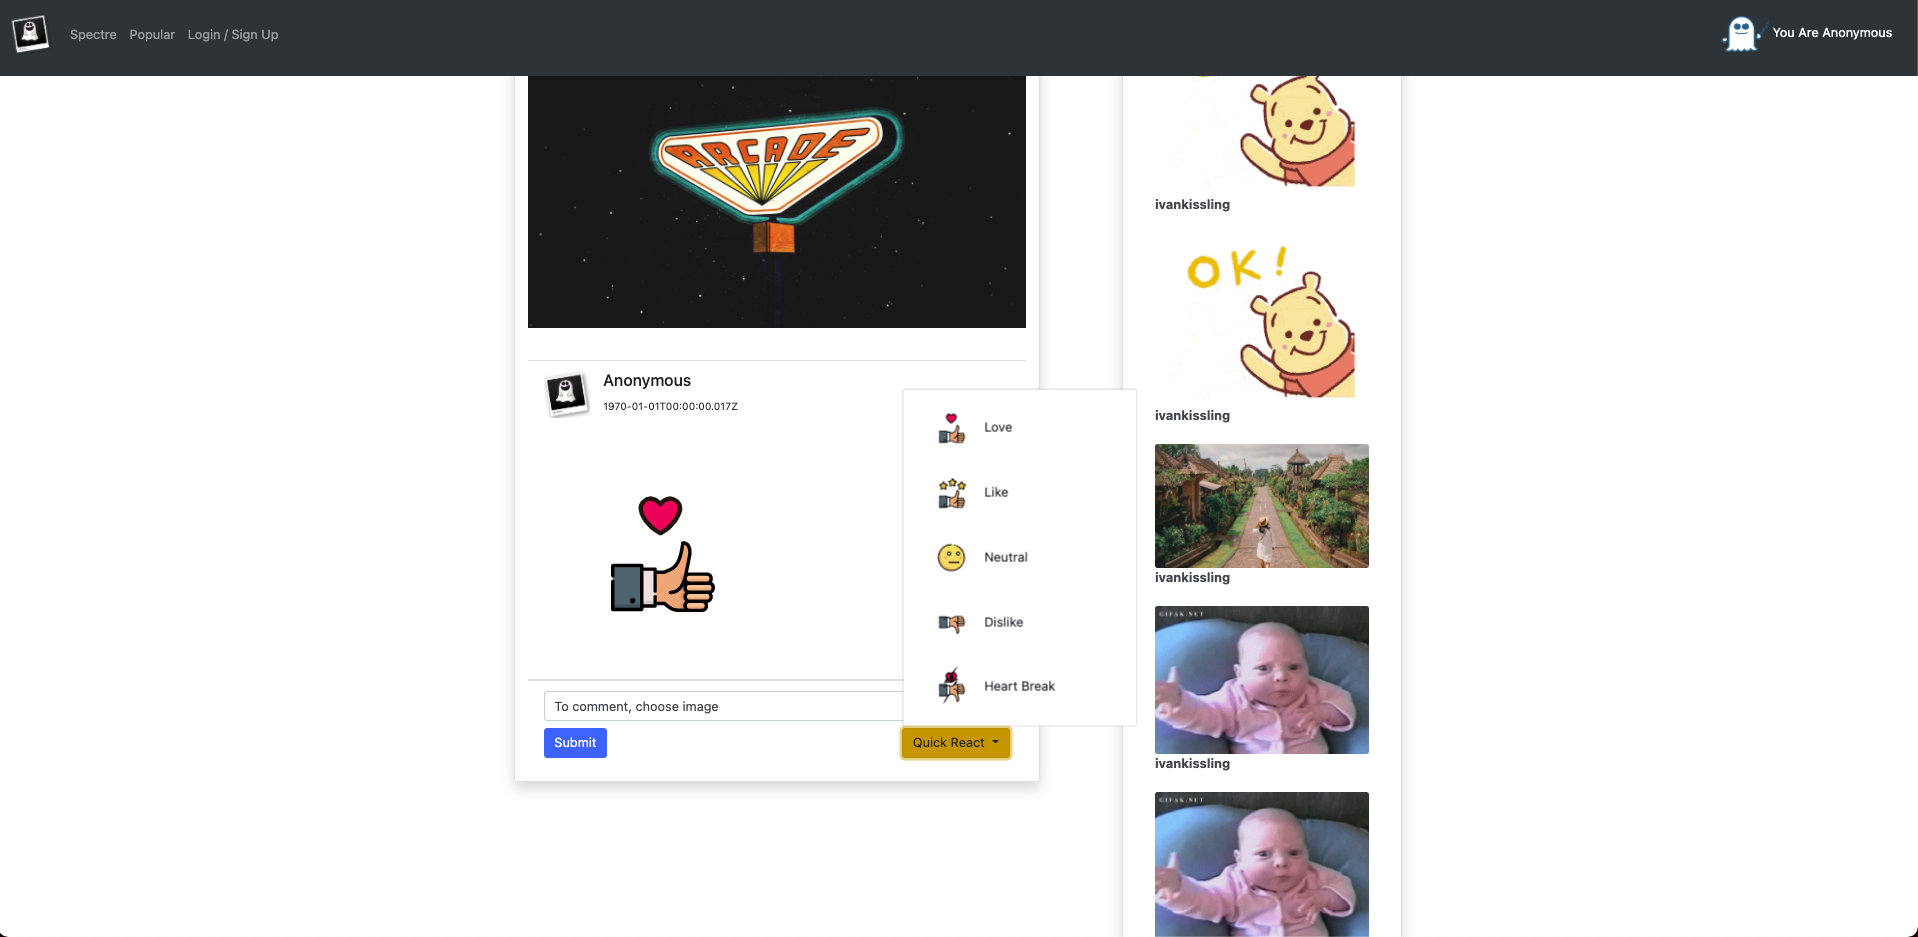 Spectre Popular Login / Sign Up
You Are Anonymous
ARCADE
Anonymous
1970-01-01T00:00:00.017Z
Love
Like
Neutral
Dislike
Heart Break
To comment, choose image
Submit
Quick React
ivankissling
OK!
ivankissling
ivankissling
GIFAK.NET
ivankissling
GIFAK.NET